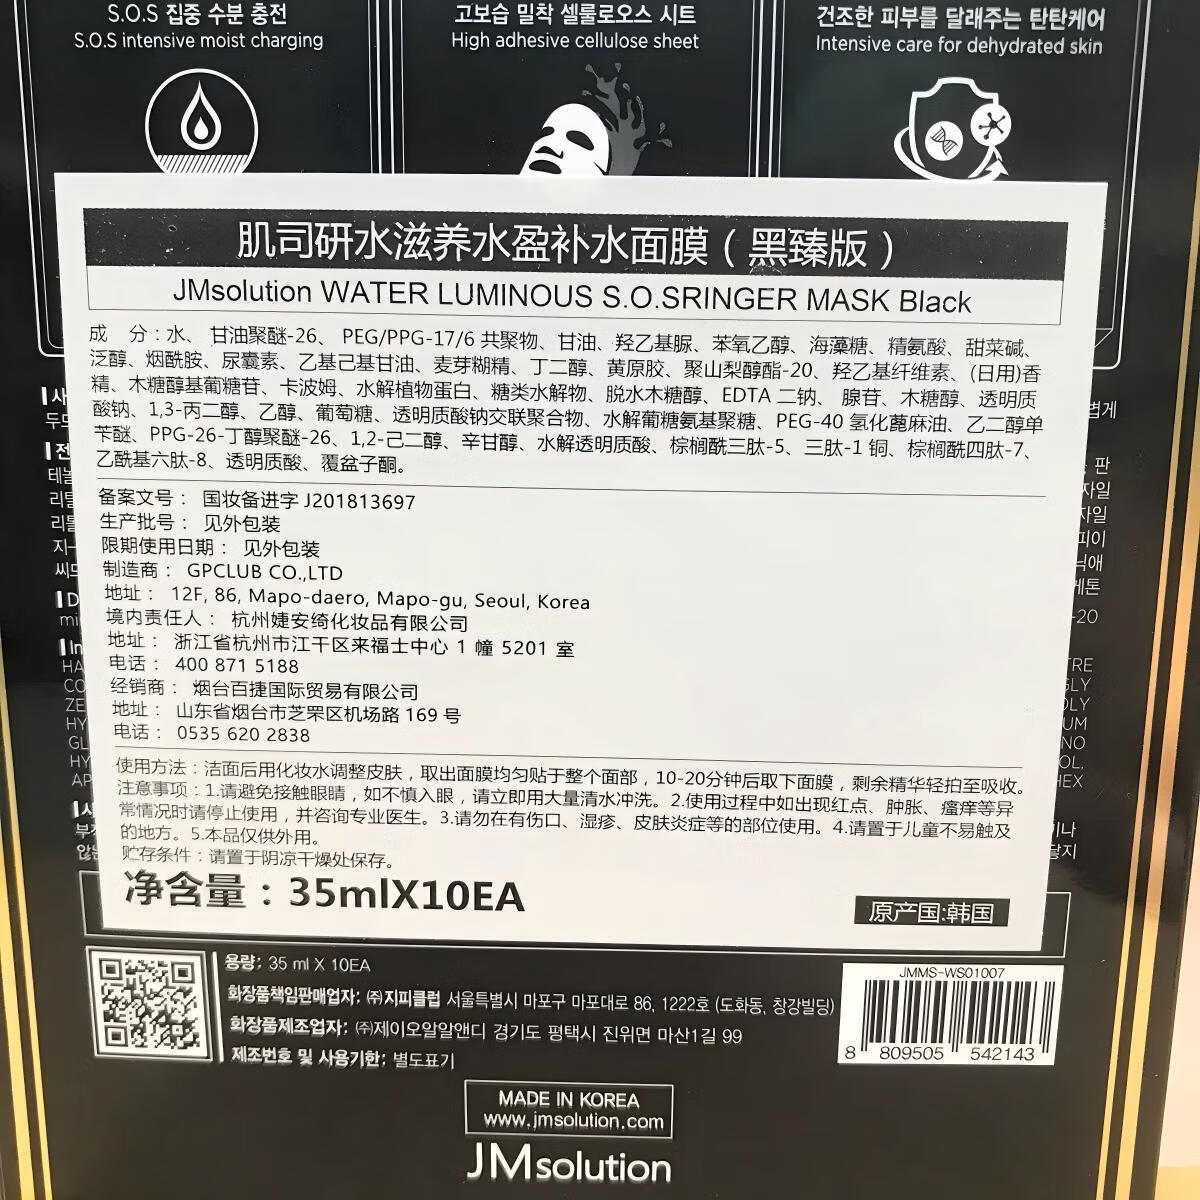 S.O.S 집중 수분 충전
S.O.S intensive moist charging
고보습 밀착 셀룰로오스 시트
High adhesive cellulose sheet
건조한 피부를 달래주는 탄탄케어
Intensive care for dehydrated skin
肌司研水滋养水盈补水面膜（黑臻版）
JMsolution WATER LUMINOUS S.O.SRINGER MASK Black
成 分：水、 甘油聚醚-26、 PEG/PPG-17/6 共聚物、甘油、羟乙基脲、苯氧乙醇、海藻糖、精氨酸、甜菜碱、
泛醇、烟酰胺、尿囊素、乙基己基甘油、麦芽糊精、丁二醇、黄原胶、聚山梨醇酯-20、羟乙基纤维素、(日用)香
精、木糖醇基葡糖苷、卡波姆、水解植物蛋白、糖类水解物、脱水木糖醇、EDTA 二钠、 腺苷、木糖醇、透明质
酸钠、1,3-丙二醇、乙醇、葡萄糖、透明质酸钠交联聚合物、水解葡糖氨基聚糖、PEG-40 氢化蓖麻油、乙二醇单
苄醚、PPG-26-丁醇聚醚-26、1,2-己二醇、辛甘醇、水解透明质酸、棕榈酰三肽-5、三肽-1 铜、棕榈酰四肽-7、
乙酰基六肽-8、透明质酸、覆盆子酮。
备案文号： 国妆备进字 J201813697
生产批号： 见外包装
限期使用日期： 见外包装
制造商： GPCLUB CO.,LTD
地址： 12F, 86, Mapo-daero, Mapo-gu, Seoul, Korea
境内责任人： 杭州婕安绮化妆品有限公司
地址： 浙江省杭州市江干区来福士中心 1 幢 5201 室
电话： 400 871 5188
经销商： 烟台百捷国际贸易有限公司
地址： 山东省烟台市芝罘区机场路 169 号
电话： 0535 620 2838
使用方法：洁面后用化妆水调整皮肤，取出面膜均匀贴于整个面部，10-20分钟后取下面膜，剩余精华轻拍至吸收。
注意事项：1.请避免接触眼睛，如不慎入眼，请立即用大量清水冲洗。2.使用过程中如出现红点、肿胀、瘙痒等异
常情况时请停止使用，并咨询专业医生。3.请勿在有伤口、湿疹、皮肤炎症等的部位使用。4.请置于儿童不易触及
的地方。5.本品仅供外用。
贮存条件：请置于阴凉干燥处保存。
净含量：35mlX10EA
原产国:韩国
용량: 35 ml X 10EA
화장품책임판매업자: ㈜지피클럽 서울특별시 마포구 마포대로 86, 1222호 (도화동, 창강빌딩)
화장품제조업자: ㈜제이오알앤디 경기도 평택시 진위면 마산1길 99
제조번호 및 사용기한: 별도표기
JMMS-WS01007
8 809505 542143
MADE IN KOREA
www.jmsolution.com
JMsolution